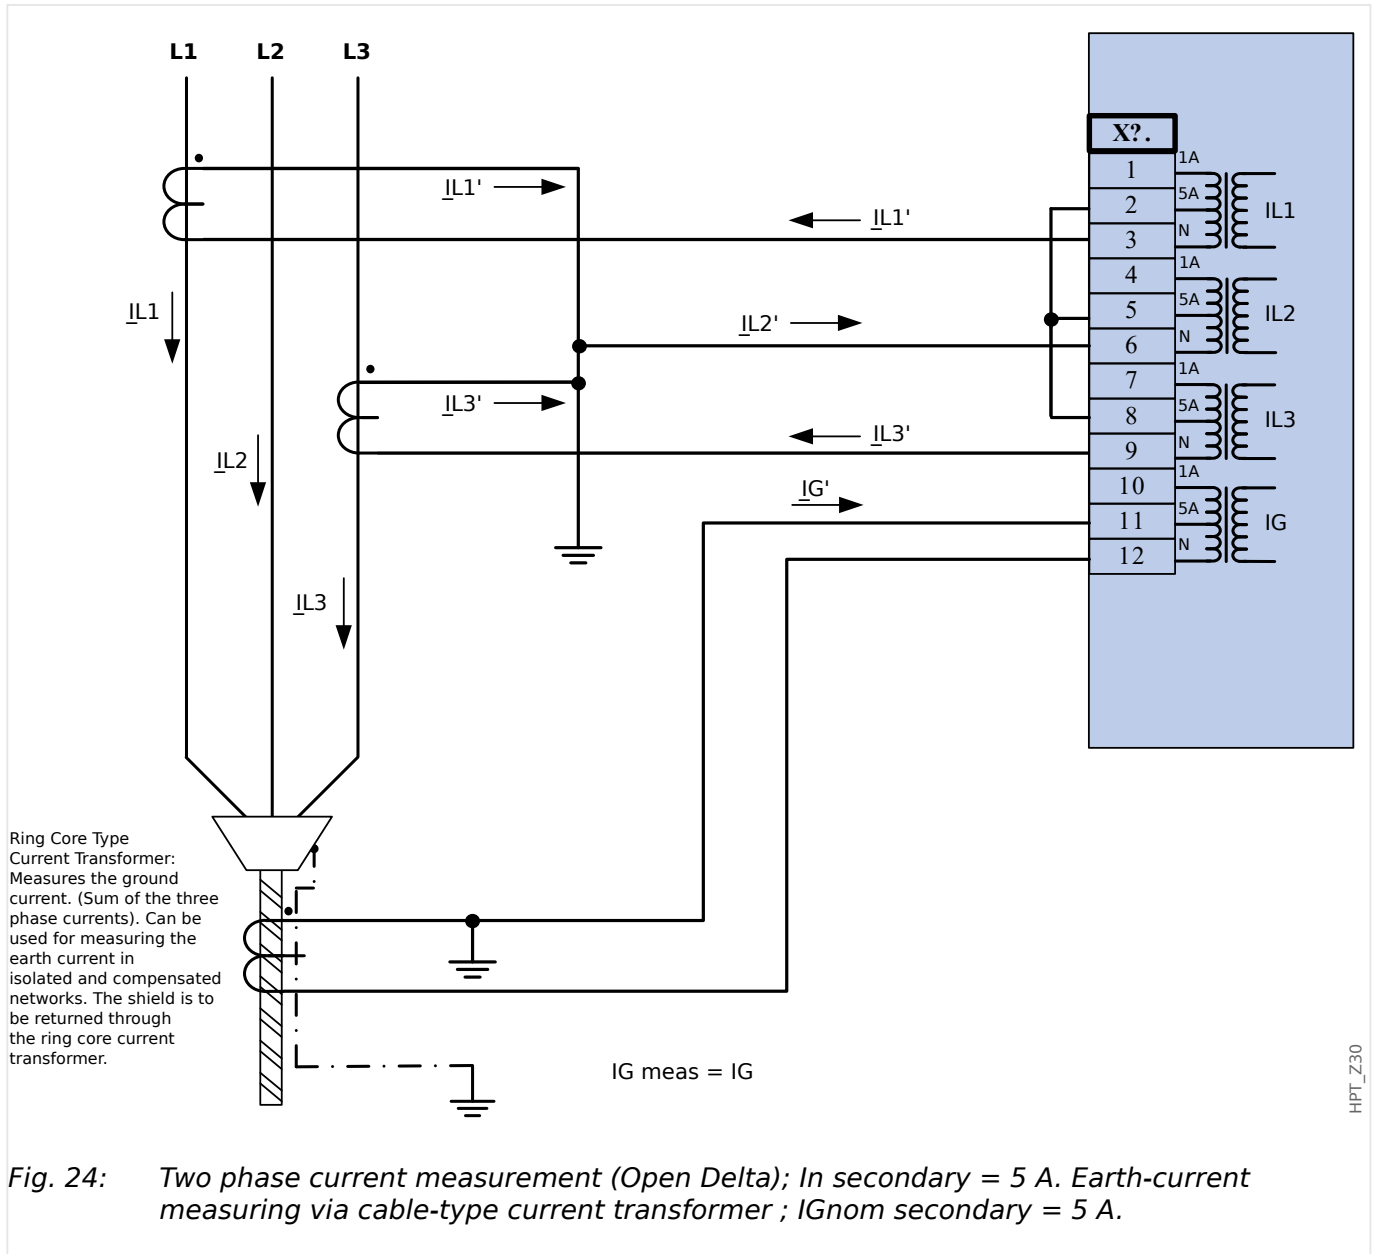 L1 L2 L3
X?.
1 1A
IL1' 2 5A IL1
IL1' 3 N
4 1A
IL1 5 5A IL2
IL2' 6 N
7 1A
IL3' 8 5A IL3
IL3' 9 N
IL2
10 1A
IG' 11 5A IG
12 N
IL3
Ring Core Type
Current Transformer:
Measures the ground
current. (Sum of the three
phase currents). Can be
used for measuring the
earth current in
isolated and compensated
networks. The shield is to
be returned through
the ring core current
transformer.
IG meas = IG
HPT_Z30
Fig. 24: Two phase current measurement (Open Delta); In secondary = 5 A. Earth-current
measuring via cable-type current transformer ; IGnom secondary = 5 A.